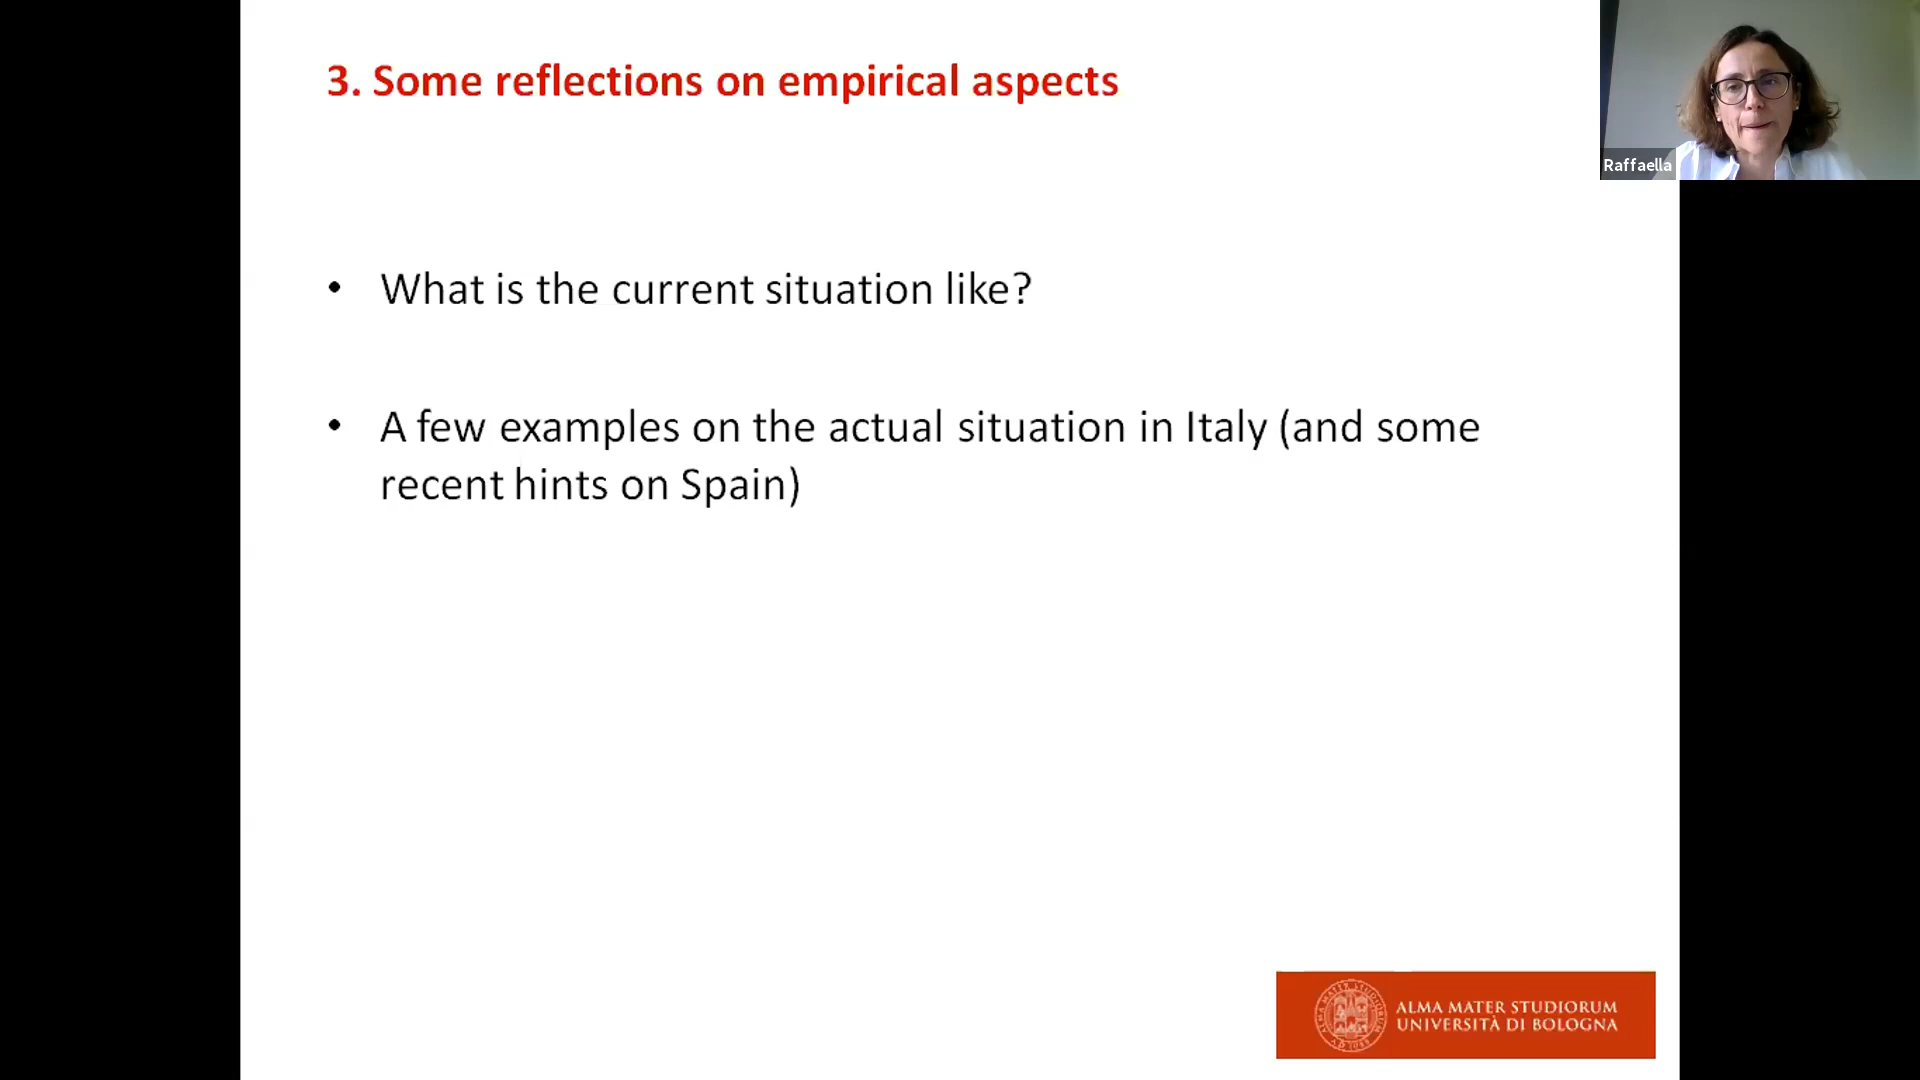 3. Some reflections on empirical aspects
Raffaella
• What is the current situation like?
• A few examples on the actual situation in Italy (and some
recent hints on Spain)
ALMA MATER STUDIORUM
UNIVERSITÀ DI BOLOGNA